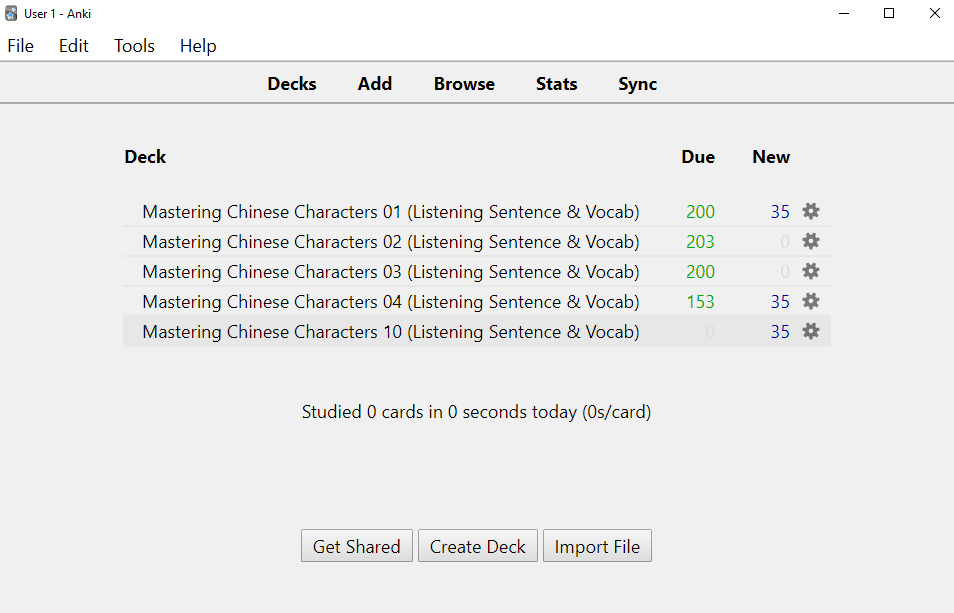 User 1 - Anki
File Edit Tools Help
Decks Add Browse Stats Sync
Deck Due New
Mastering Chinese Characters 01 (Listening Sentence & Vocab) 200 35
Mastering Chinese Characters 02 (Listening Sentence & Vocab) 203 0
Mastering Chinese Characters 03 (Listening Sentence & Vocab) 200 0
Mastering Chinese Characters 04 (Listening Sentence & Vocab) 153 35
Mastering Chinese Characters 10 (Listening Sentence & Vocab) 0 35
Studied 0 cards in 0 seconds today (0s/card)
Get Shared Create Deck Import File